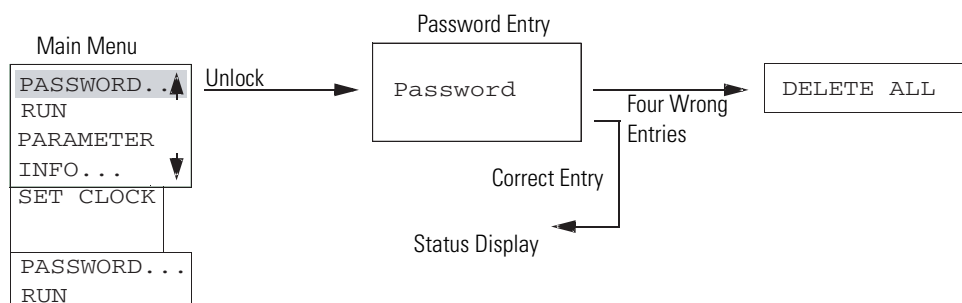 Password Entry
Main Menu
PASSWORD..
RUN
PARAMETER
INFO...
SET CLOCK
PASSWORD...
RUN
Unlock
Password
Four Wrong
Entries
DELETE ALL
Correct Entry
Status Display